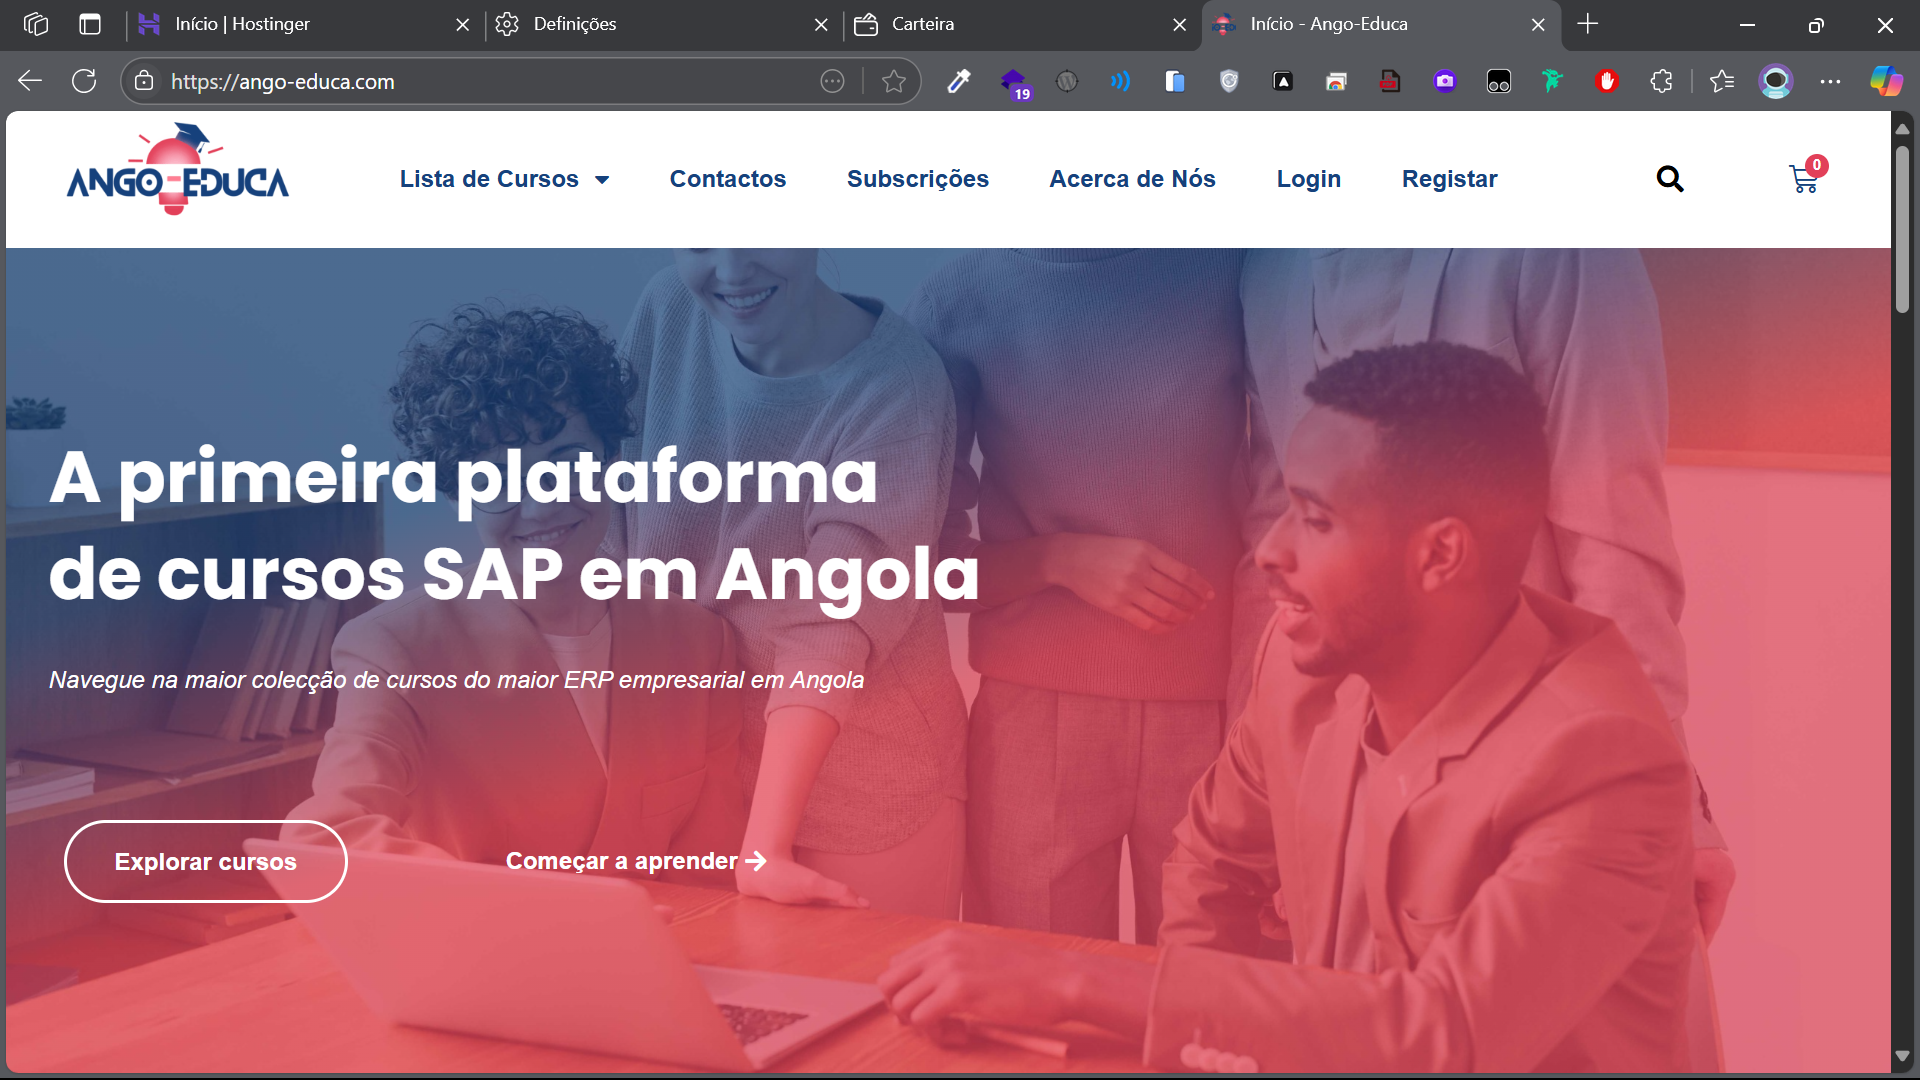 Início | Hostinger
Definições
Carteira
Início - Ango-Educa
https://ango-educa.com
19
ANGO-EDUCA
Lista de Cursos
Contactos
Subscrições
Acerca de Nós
Login
Registar
0
A primeira plataforma
de cursos SAP em Angola
Navegue na maior colecção de cursos do maior ERP empresarial em Angola
Explorar cursos
Começar a aprender